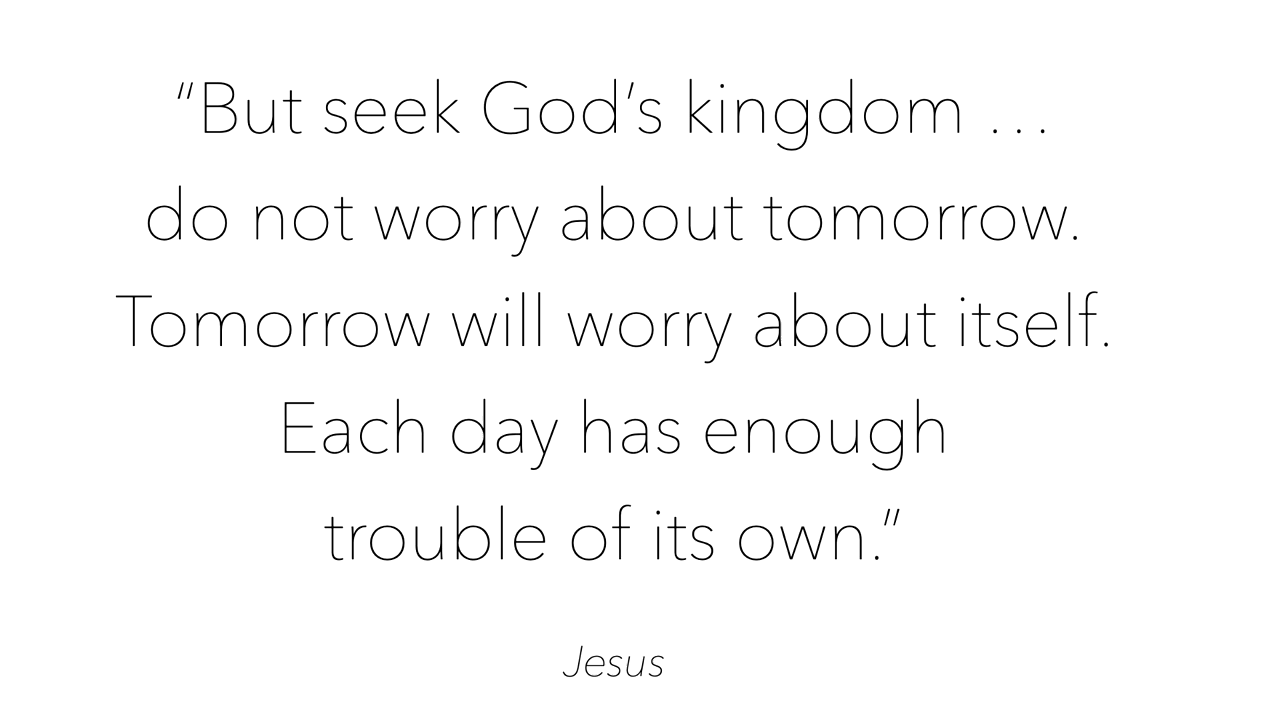 “But seek God’s kingdom …
do not worry about tomorrow.
Tomorrow will worry about itself.
Each day has enough
trouble of its own.”
Jesus